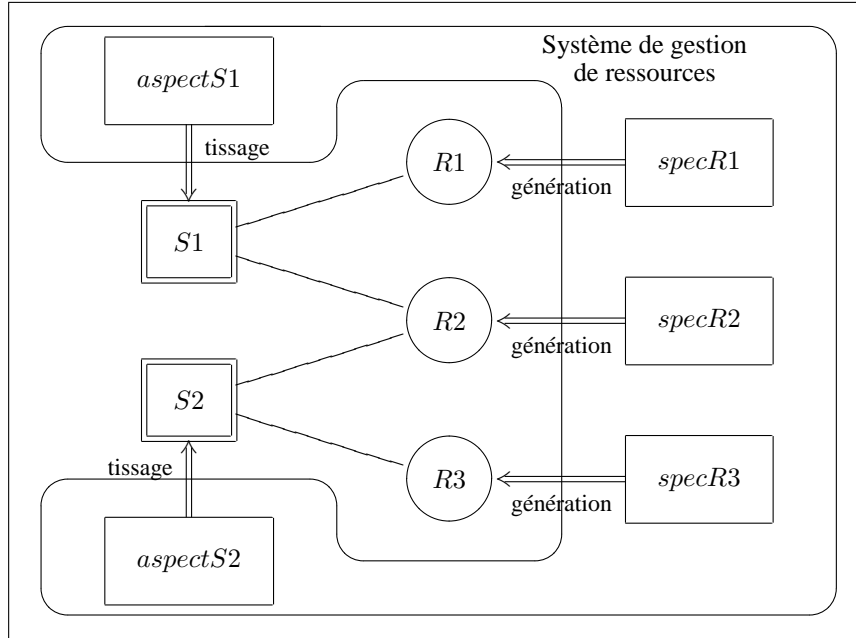 Système de gestion
de ressources
aspectS1
tissage
R1
specR1
génération
S1
R2
specR2
génération
S2
tissage
R3
specR3
génération
aspectS2